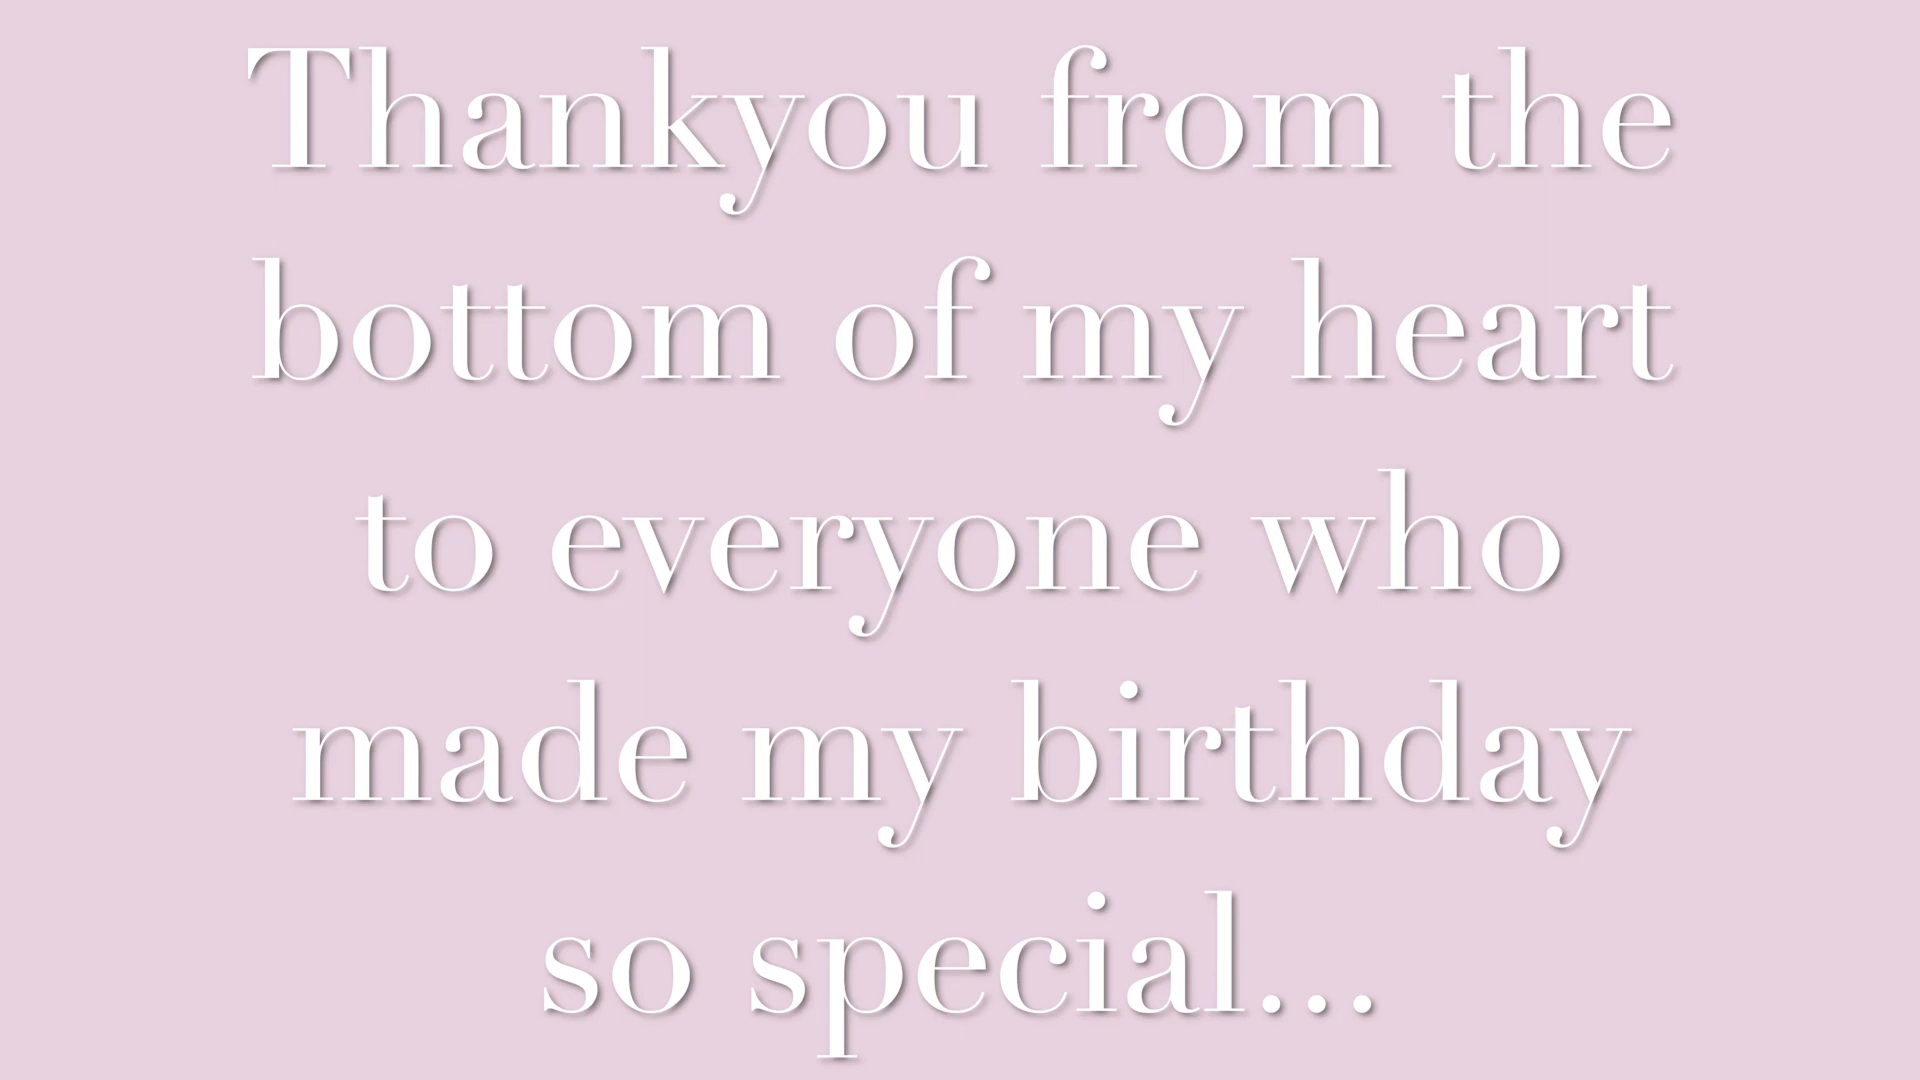 Thankyou from the
bottom of my heart
to everyone who
made my birthday
so special...